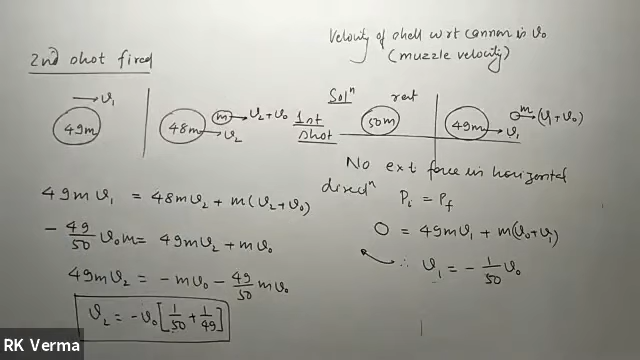 Velocity of shell wrt cannon is v₀
(muzzle velocity)
2nd shot fired
→ v₁
49m
48m → v₂
m → v₂+v₀
1st shot
Solⁿ
rest
50m
49m → v₁
m → (v₁+v₀)
No ext force in horizontal
directⁿ
Pᵢ = P_f
0 = 49mv₁ + m(v₀+v₁)
∴ v₁ = -1/50 v₀
49mv₁ = 48mv₂ + m(v₂+v₀)
-49/50 v₀m = 49mv₂ + mv₀
49mv₂ = -mv₀ - 49/50 mv₀
v₂ = -v₀[1/50 + 1/49]
RK Verma